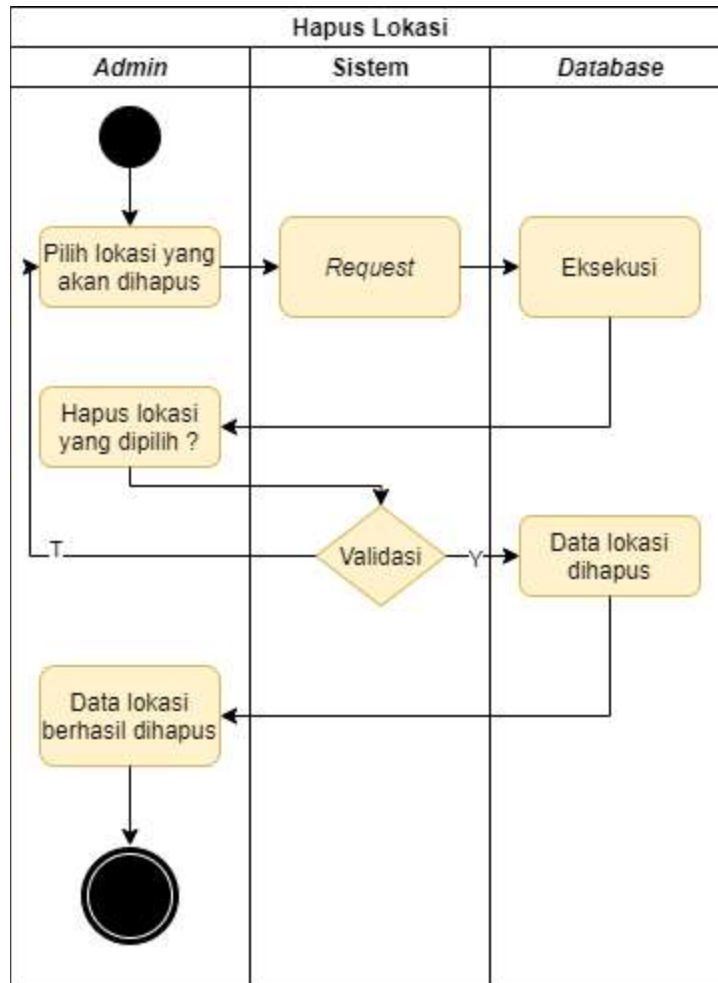 Hapus Lokasi
Admin
Sistem
Database
Pilih lokasi yang
akan dihapus
Request
Eksekusi
Hapus lokasi
yang dipilih ?
T
Validasi
Y
Data lokasi
dihapus
Data lokasi
berhasil dihapus